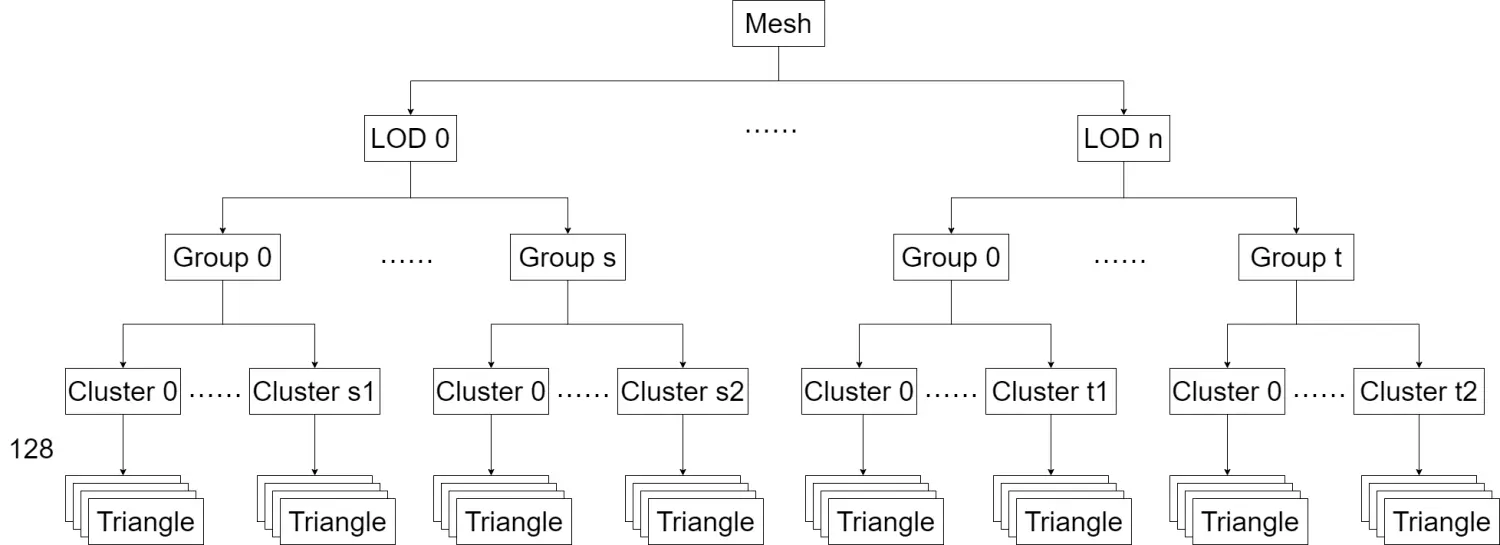 Mesh
LOD 0 ...... LOD n
Group 0 ...... Group s Group 0 ...... Group t
Cluster 0 ...... Cluster s1 Cluster 0 ...... Cluster s2 Cluster 0 ...... Cluster t1 Cluster 0 ...... Cluster t2
128
Triangle Triangle Triangle Triangle Triangle Triangle Triangle Triangle